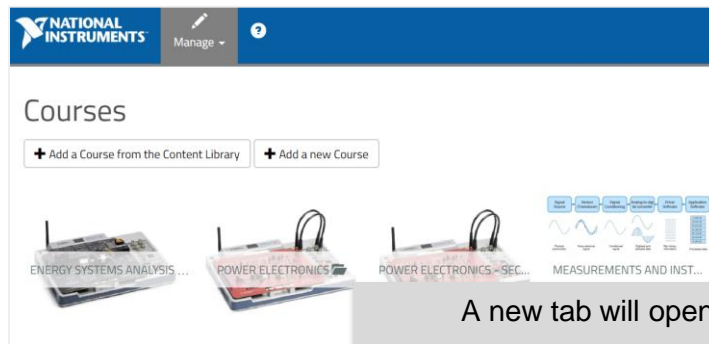 NATIONAL
INSTRUMENTS
Manage
Courses
Add a Course from the Content Library
Add a new Course
ENERGY SYSTEMS ANALYSIS ...
POWER ELECTRONICS
POWER ELECTRONICS - SEC...
MEASUREMENTS AND INST...
A new tab will open